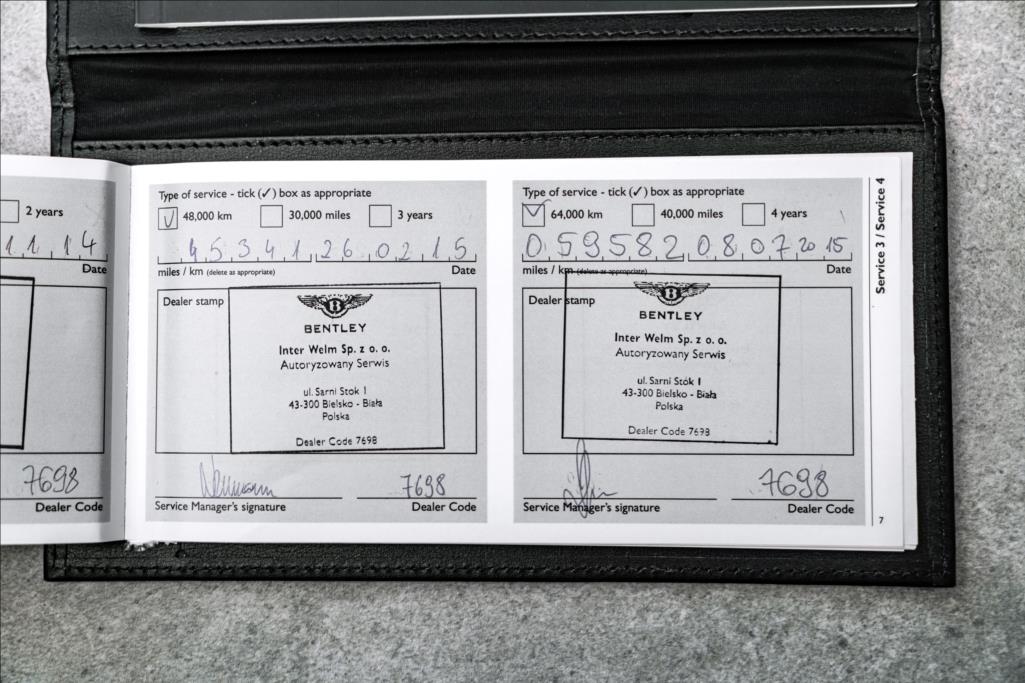 2 years
11 14
Date
7698
Dealer Code
Type of service - tick (✓) box as appropriate
48,000 km
30,000 miles
3 years
45341 26 02 15
miles / km (delete as appropriate)
Date
Dealer stamp
BENTLEY
Inter Welm Sp. z o. o.
Autoryzowany Serwis
ul. Sarni Stok 1
43-300 Bielsko - Biała
Polska
Dealer Code 7698
7698
Service Manager's signature
Dealer Code
Type of service - tick (✓) box as appropriate
64,000 km
40,000 miles
4 years
059582 08 07 2015
miles / km (delete as appropriate)
Date
Dealer stamp
BENTLEY
Inter Welm Sp. z o. o.
Autoryzowany Serwis
ul. Sarni Stok 1
43-300 Bielsko - Biała
Polska
Dealer Code 7698
7698
Service Manager's signature
Dealer Code
Service 3 / Service 4
7